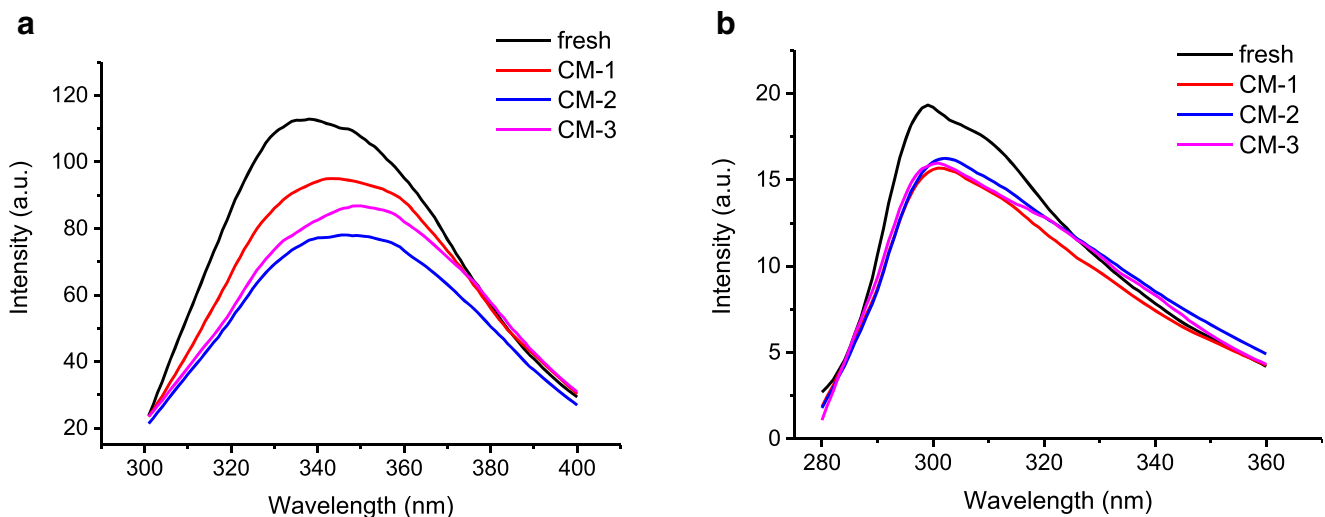 a
fresh
CM-1
CM-2
CM-3
120
100
80
60
40
20
Intensity (a.u.)
300 320 340 360 380 400
Wavelength (nm)
b
fresh
CM-1
CM-2
CM-3
20
15
10
5
0
Intensity (a.u.)
280 300 320 340 360
Wavelength (nm)